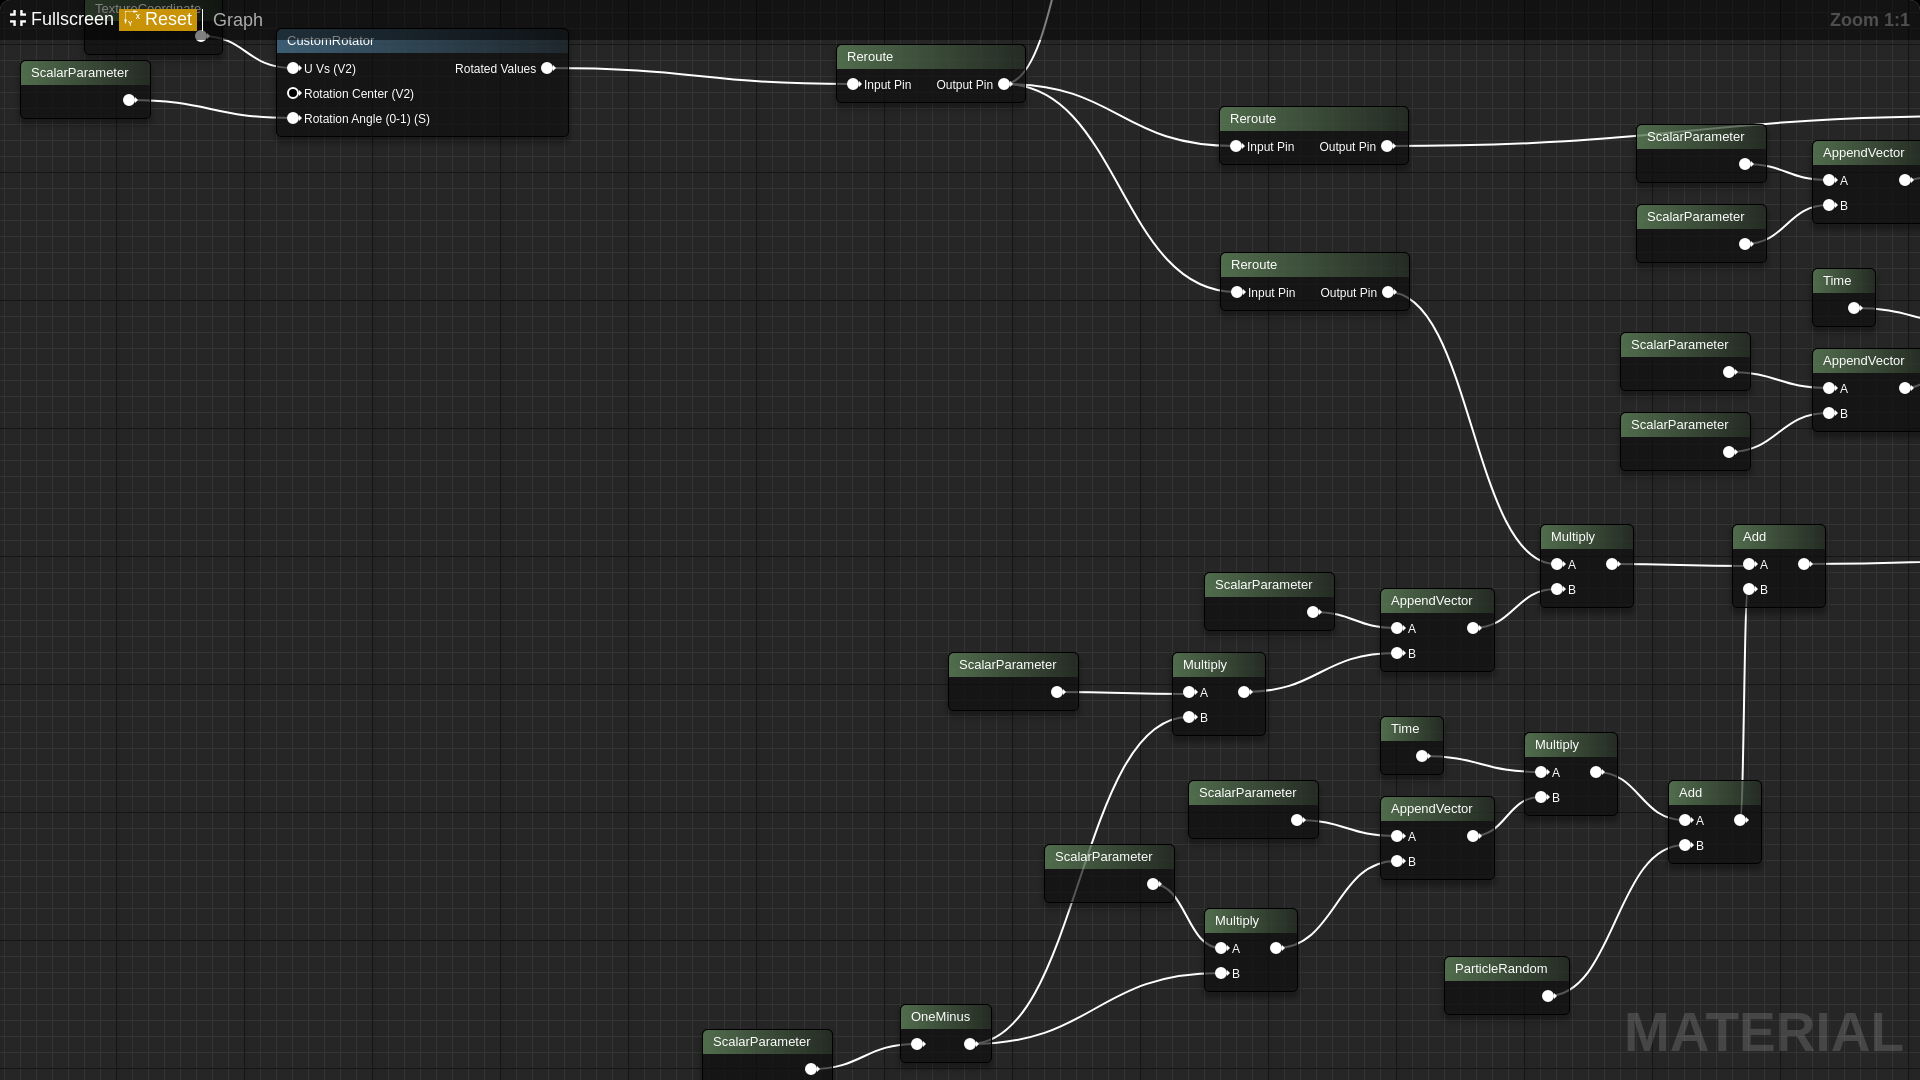 TextureCoordinate
Fullscreen Reset Graph
Zoom 1:1
CustomRotator
U Vs (V2) Rotated Values
Rotation Center (V2)
Rotation Angle (0-1) (S)
ScalarParameter
Reroute
Input Pin Output Pin
Reroute
Input Pin Output Pin
ScalarParameter
AppendVector
A
B
ScalarParameter
Reroute
Input Pin Output Pin
Time
ScalarParameter
AppendVector
A
B
ScalarParameter
Multiply
A
B
Add
A
B
ScalarParameter
AppendVector
A
B
ScalarParameter
Multiply
A
B
Time
Multiply
A
B
ScalarParameter
AppendVector
A
B
Add
A
B
ScalarParameter
Multiply
A
B
ParticleRandom
OneMinus
ScalarParameter
MATERIAL